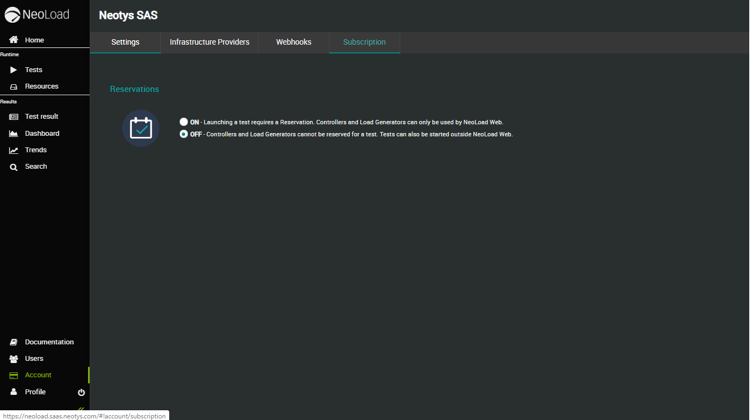 NeoLoad
Neotys SAS
Home
Runtime
Tests
Resources
Results
Test result
Dashboard
Trends
Search
Documentation
Users
Account
Profile
Settings
Infrastructure Providers
Webhooks
Subscription
Reservations
ON - Launching a test requires a Reservation. Controllers and Load Generators can only be used by NeoLoad Web.
OFF - Controllers and Load Generators cannot be reserved for a test. Tests can also be started outside NeoLoad Web.
https://neoload.saas.neotys.com/#!account/subscription